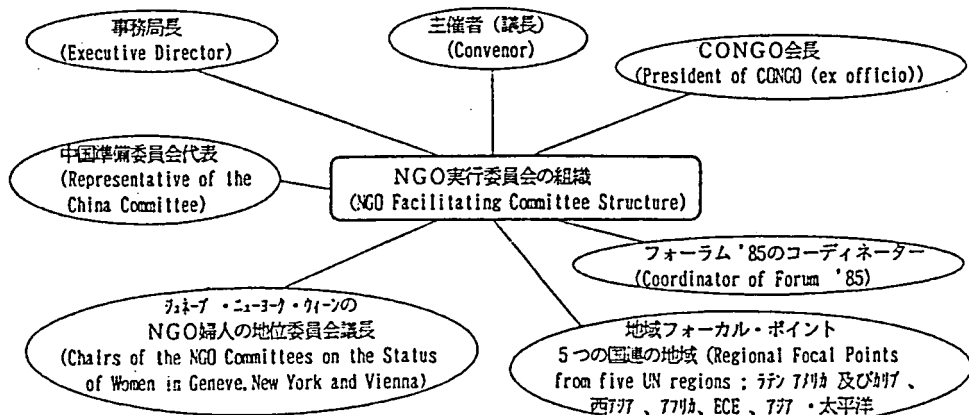 事務局長
(Executive Director)
主催者 (議長)
(Convenor)
CONGO会長
(President of CONGO (ex officio))
中国準備委員会代表
(Representative of the
China Committee)
NGO実行委員会の組織
(NGO Facilitating Committee Structure)
フォーラム '85のコーディネーター
(Coordinator of Forum '85)
ジュネーブ・ニューヨーク・ウィーンの
NGO婦人の地位委員会議長
(Chairs of the NGO Committees on the Status
of Women in Geneve, New York and Vienna)
地域フォーカル・ポイント
5つの国連の地域 (Regional Focal Points
from five UN regions ; ラテン アメリカ 及びカリブ、
西アジア、アフリカ、ECE、アジア・太平洋